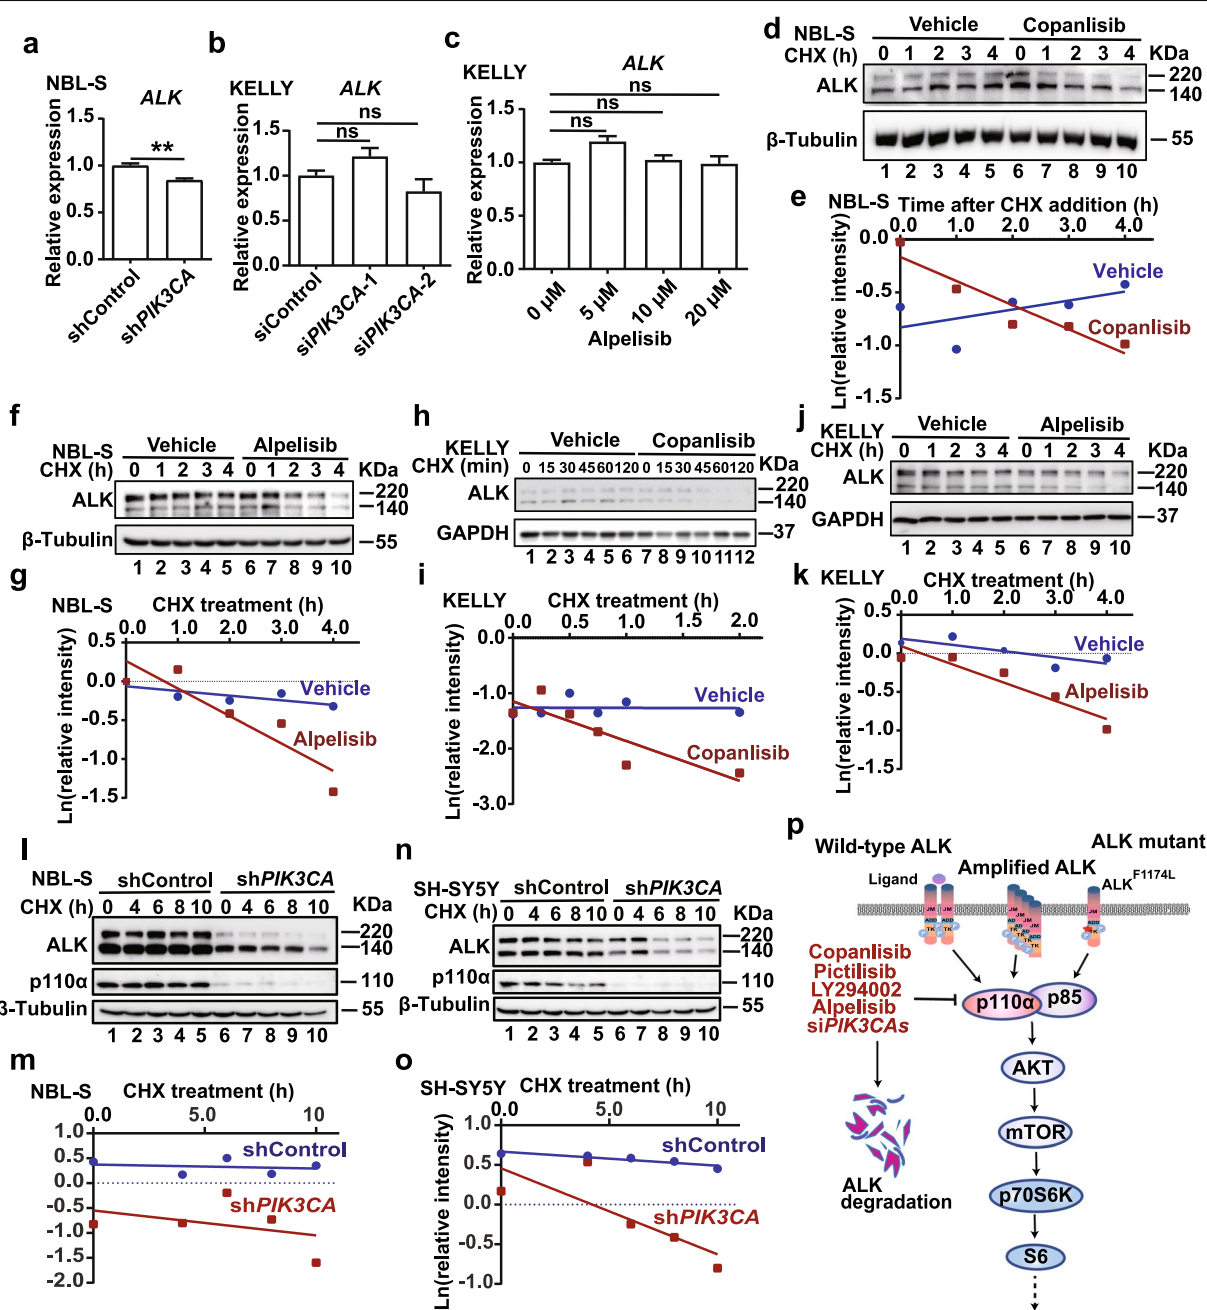 a
NBL-S
ALK
**
Relative expression
1.5
1.0
0.5
0.0
shControl
shPIK3CA
b
KELLY
ALK
ns
ns
Relative expression
1.5
1.0
0.5
0.0
siControl
siPIK3CA-1
siPIK3CA-2
c
KELLY
ALK
ns
ns
ns
Relative expression
1.5
1.0
0.5
0.0
0 μM
5 μM
10 μM
20 μM
Alpelisib
d
NBL-S Vehicle Copanlisib
CHX (h) 0 1 2 3 4 0 1 2 3 4 KDa
ALK 220
140
β-Tubulin 55
1 2 3 4 5 6 7 8 9 10
e
NBL-S Time after CHX addition (h)
0.0 1.0 2.0 3.0 4.0
Ln(relative intensity)
0.0
-0.5
-1.0
-1.5
Vehicle
Copanlisib
f
NBL-S Vehicle Alpelisib
CHX (h) 0 1 2 3 4 0 1 2 3 4 KDa
ALK 220
140
β-Tubulin 55
1 2 3 4 5 6 7 8 9 10
g
NBL-S CHX treatment (h)
0.0 1.0 2.0 3.0 4.0
Ln(relative intensity)
0.5
0.0
-0.5
-1.0
-1.5
Vehicle
Alpelisib
h
KELLY Vehicle Copanlisib
CHX (min) 0 15 30 45 60 120 0 15 30 45 60 120 KDa
ALK 220
140
GAPDH 37
1 2 3 4 5 6 7 8 9 10 11 12
i
KELLY CHX treatment (h)
0.0 0.5 1.0 2.0
Ln(relative intensity)
0.0
-1.0
-2.0
-3.0
Vehicle
Copanlisib
j
KELLY Vehicle Alpelisib
CHX (h) 0 1 2 3 4 0 1 2 3 4 KDa
ALK 220
140
GAPDH 37
1 2 3 4 5 6 7 8 9 10
k
KELLY CHX treatment (h)
0.0 1.0 2.0 3.0 4.0
Ln(relative intensity)
0.5
0.0
-0.5
-1.0
-1.5
Vehicle
Alpelisib
l
NBL-S shControl shPIK3CA
CHX (h) 0 4 6 8 10 0 4 6 8 10 KDa
ALK 220
140
p110α 110
β-Tubulin 55
1 2 3 4 5 6 7 8 9 10
m
NBL-S CHX treatment (h)
0.0 5.0 10
1.0
0.5
0.0
-0.5
-1.0
-1.5
-2.0
shControl
shPIK3CA
n
SH-SY5Y shControl shPIK3CA
CHX (h) 0 4 6 8 10 0 4 6 8 10 KDa
ALK 220
140
p110α 110
β-Tubulin 55
1 2 3 4 5 6 7 8 9 10
o
SH-SY5Y CHX treatment (h)
0.0 5.0 10
Ln(relative intensity)
1.0
0.5
0.0
-0.5
-1.0
shControl
shPIK3CA
p
Wild-type ALK
Amplified ALK
ALK mutant
Ligand
ALKF1174L
JM JM
ADD ADD
TK TK
P P
JM
JM
JM
JM
AD
AD
ADD
TK
TK
TK
TK
JM
ADD
TK
P
Copanlisib
Pictilisib
LY294002
Alpelisib
siPIK3CAs
p110α
p85
AKT
mTOR
p70S6K
S6
ALK
degradation